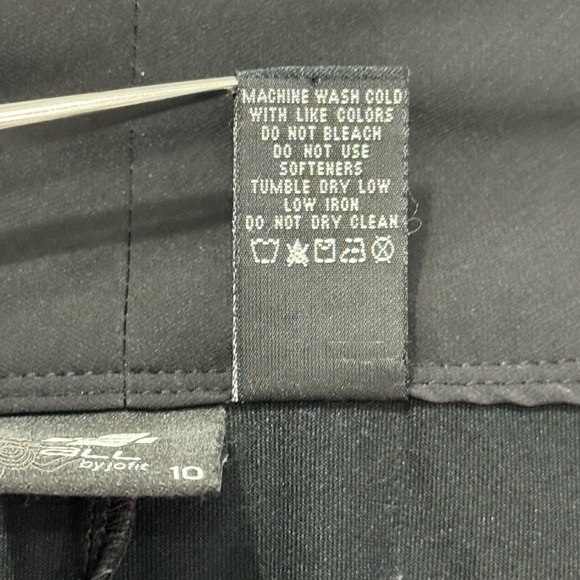 MACHINE WASH COLD
WITH LIKE COLORS
DO NOT BLEACH
DO NOT USE
SOFTENERS
TUMBLE DRY LOW
LOW IRON
DO NOT DRY CLEAN
ALL
by jofit
10